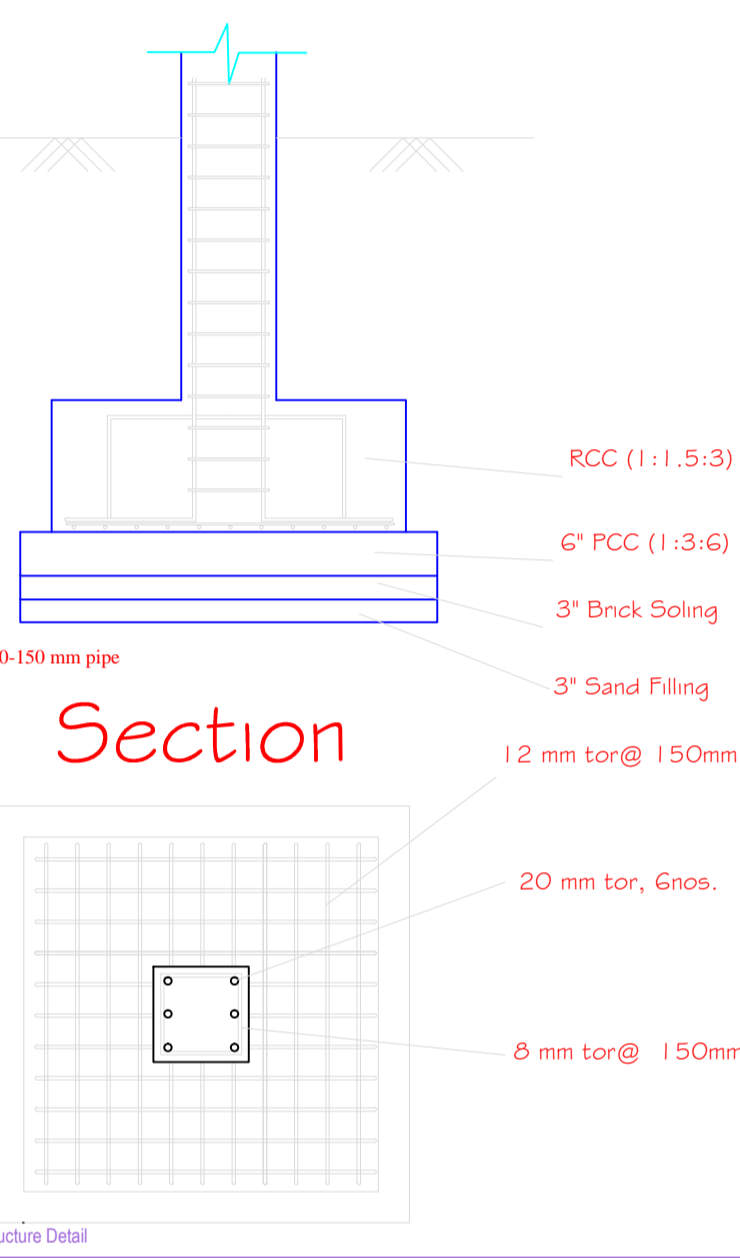 RCC (1:1.5:3)
6" PCC (1:3:6)
3" Brick Soling
0-150 mm pipe
3" Sand Filling
Section
12 mm tor@ 150mm
20 mm tor, 6nos.
8 mm tor@ 150mm
ucture Detail